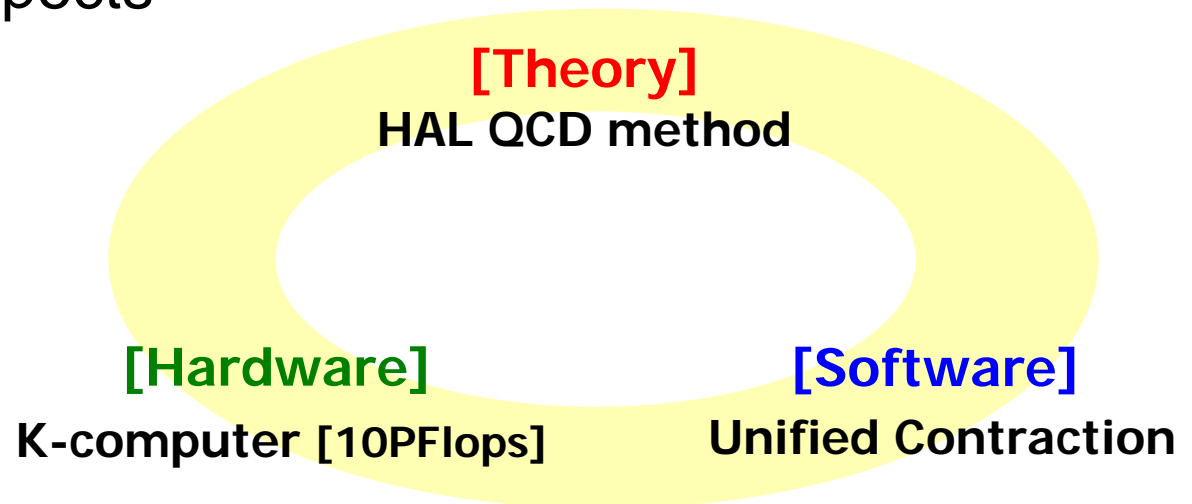 [Theory]
HAL QCD method
[Hardware]
[Software]
K-computer [10PFlops]
Unified Contraction